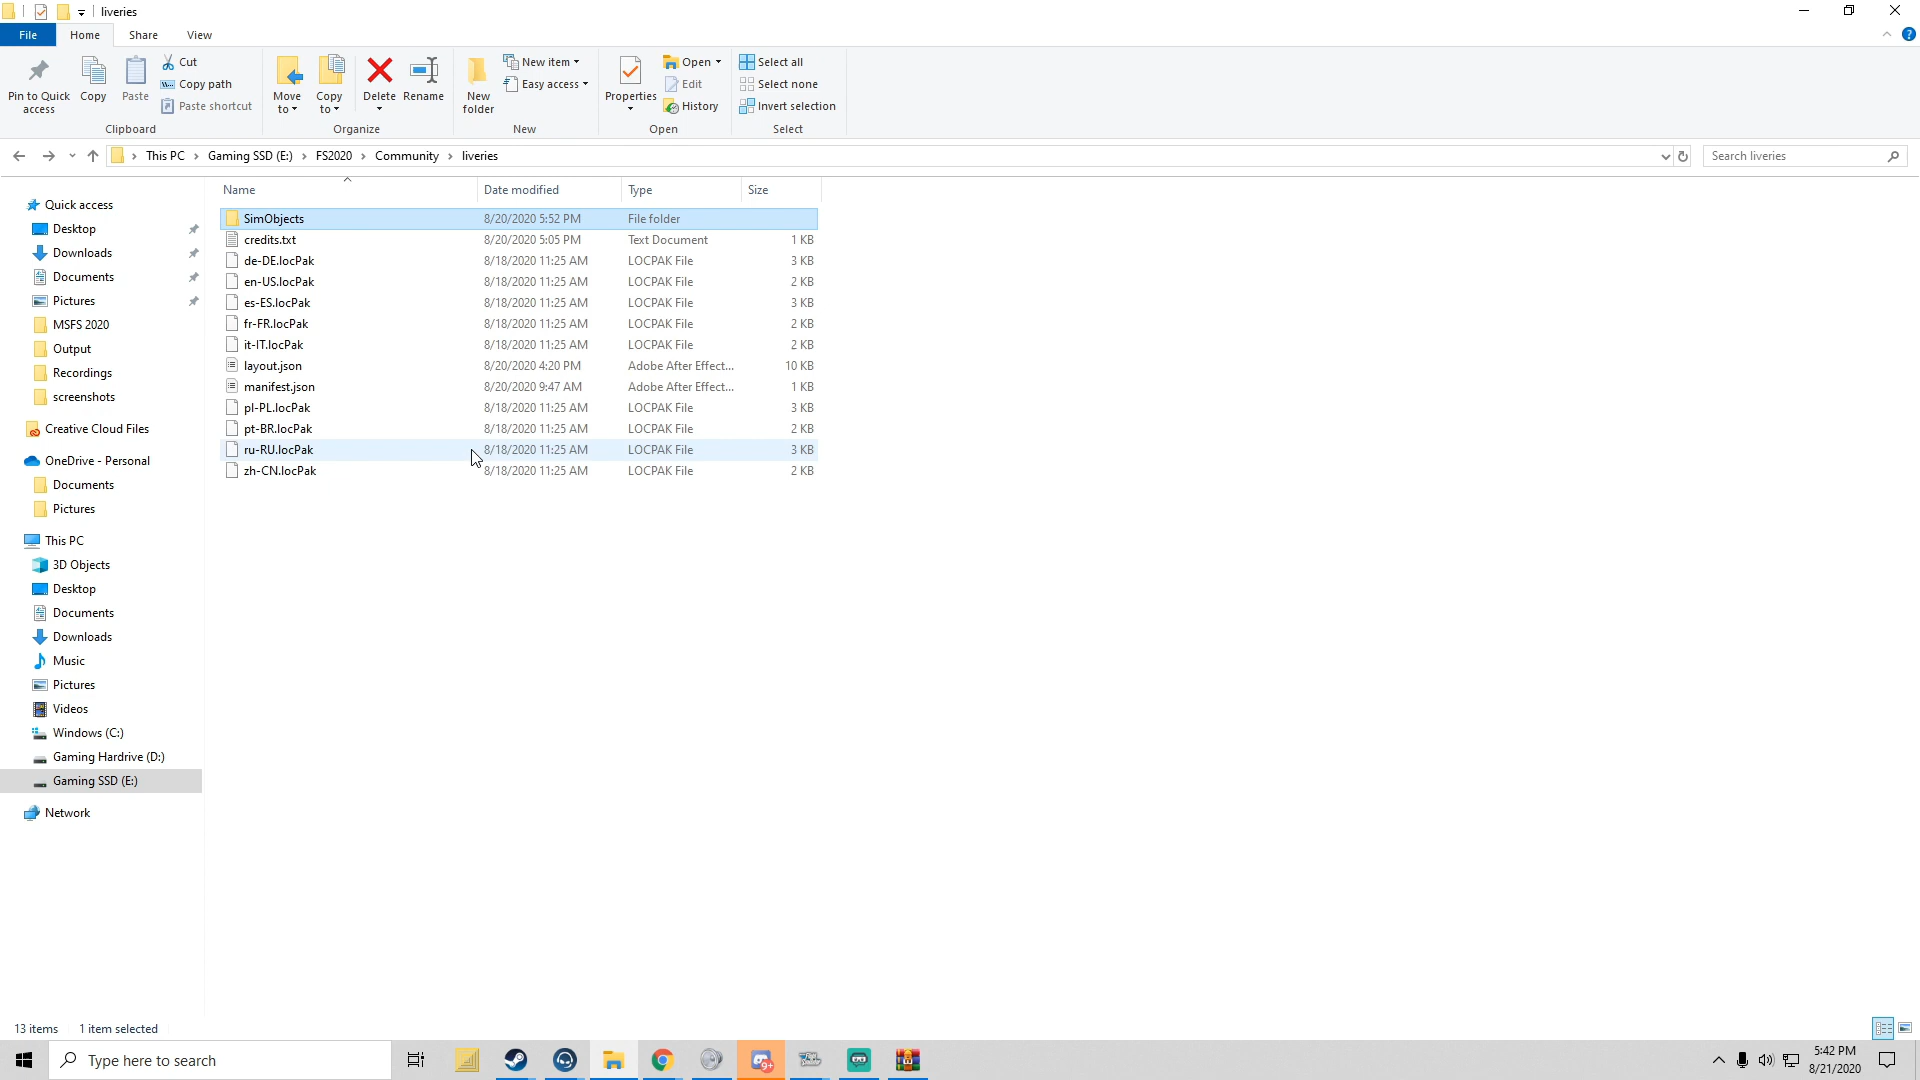 liveries
File Home Share View
Pin to Quick access
Copy
Paste
Cut
Copy path
Paste shortcut
Clipboard
Move to
Copy to
Delete
Rename
Organize
New folder
New item
Easy access
New
Properties
Open
Edit
History
Open
Select all
Select none
Invert selection
Select
This PC > Gaming SSD (E:) > FS2020 > Community > liveries
Search liveries
Quick access
Desktop
Downloads
Documents
Pictures
MSFS 2020
Output
Recordings
screenshots
Creative Cloud Files
OneDrive - Personal
Documents
Pictures
This PC
3D Objects
Desktop
Documents
Downloads
Music
Pictures
Videos
Windows (C:)
Gaming Hardrive (D:)
Gaming SSD (E:)
Network
Name Date modified Type Size
SimObjects 8/20/2020 5:52 PM File folder
credits.txt 8/20/2020 5:05 PM Text Document 1 KB
de-DE.locPak 8/18/2020 11:25 AM LOCPAK File 3 KB
en-US.locPak 8/18/2020 11:25 AM LOCPAK File 2 KB
es-ES.locPak 8/18/2020 11:25 AM LOCPAK File 3 KB
fr-FR.locPak 8/18/2020 11:25 AM LOCPAK File 2 KB
it-IT.locPak 8/18/2020 11:25 AM LOCPAK File 2 KB
layout.json 8/20/2020 4:20 PM Adobe After Effect... 10 KB
manifest.json 8/20/2020 9:47 AM Adobe After Effect... 1 KB
pl-PL.locPak 8/18/2020 11:25 AM LOCPAK File 3 KB
pt-BR.locPak 8/18/2020 11:25 AM LOCPAK File 2 KB
ru-RU.locPak 8/18/2020 11:25 AM LOCPAK File 3 KB
zh-CN.locPak 8/18/2020 11:25 AM LOCPAK File 2 KB
13 items 1 item selected
Type here to search
9+
5:42 PM
8/21/2020